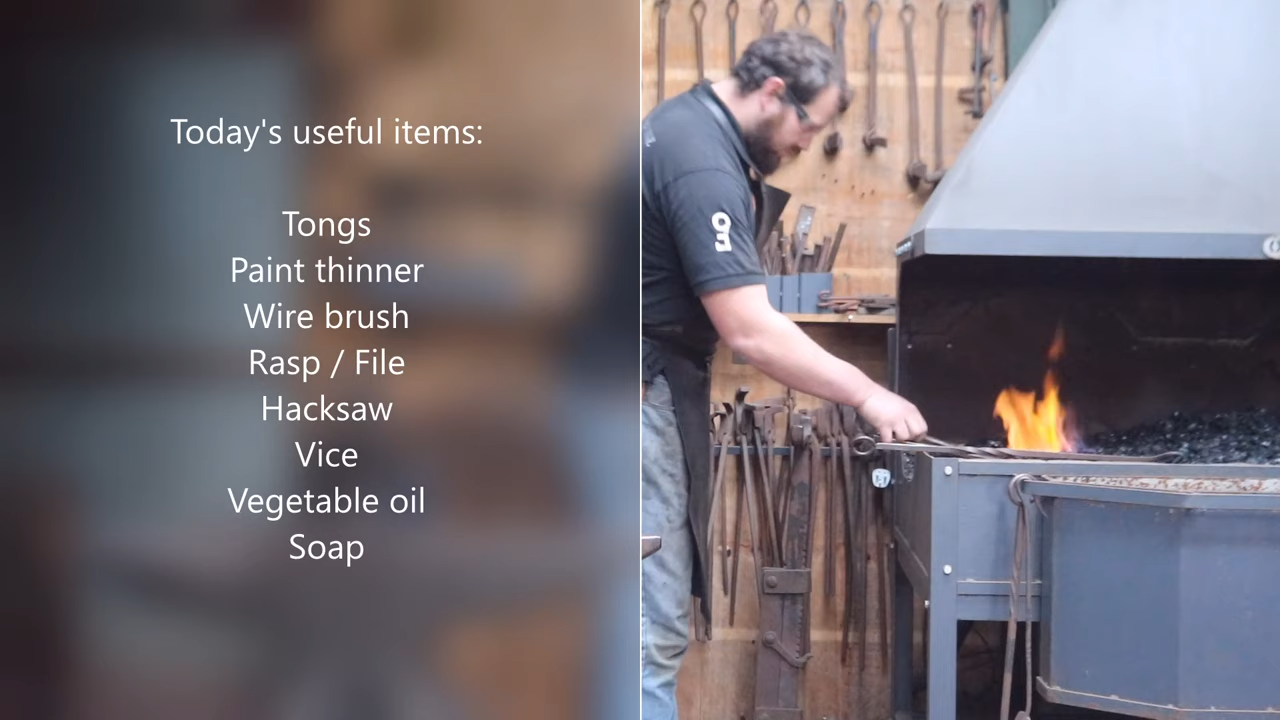 Today's useful items:
Tongs
Paint thinner
Wire brush
Rasp / File
Hacksaw
Vice
Vegetable oil
Soap